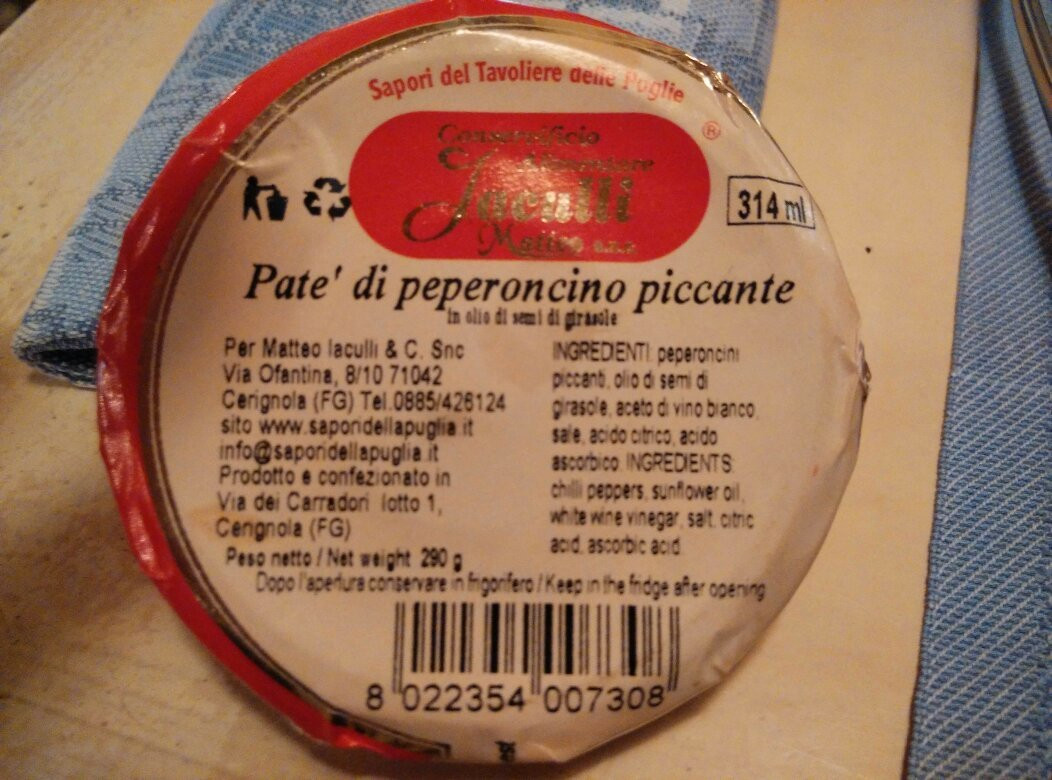 Sapori del Tavoliere delle Puglie
Conservificio
Alimentare
Iaculli
Matteo s.n.c.
®
314 ml
Pate' di peperoncino piccante
in olio di semi di girasole
Per Matteo Iaculli & C. Snc
Via Ofantina, 8/10 71042
Cerignola (FG) Tel.0885/426124
sito www.saporidellapuglia.it
info@saporidellapuglia.it
Prodotto e confezionato in
Via dei Carradori lotto 1,
Cerignola (FG)
Peso netto / Net weight 290 g
INGREDIENTI: peperoncini
piccanti, olio di semi di
girasole, aceto di vino bianco,
sale, acido citrico, acido
ascorbico. INGREDIENTS:
chilli peppers, sunflower oil,
white wine vinegar, salt, citric
acid, ascorbic acid.
Dopo l'apertura conservare in frigorifero / Keep in the fridge after opening
8 022354 007308